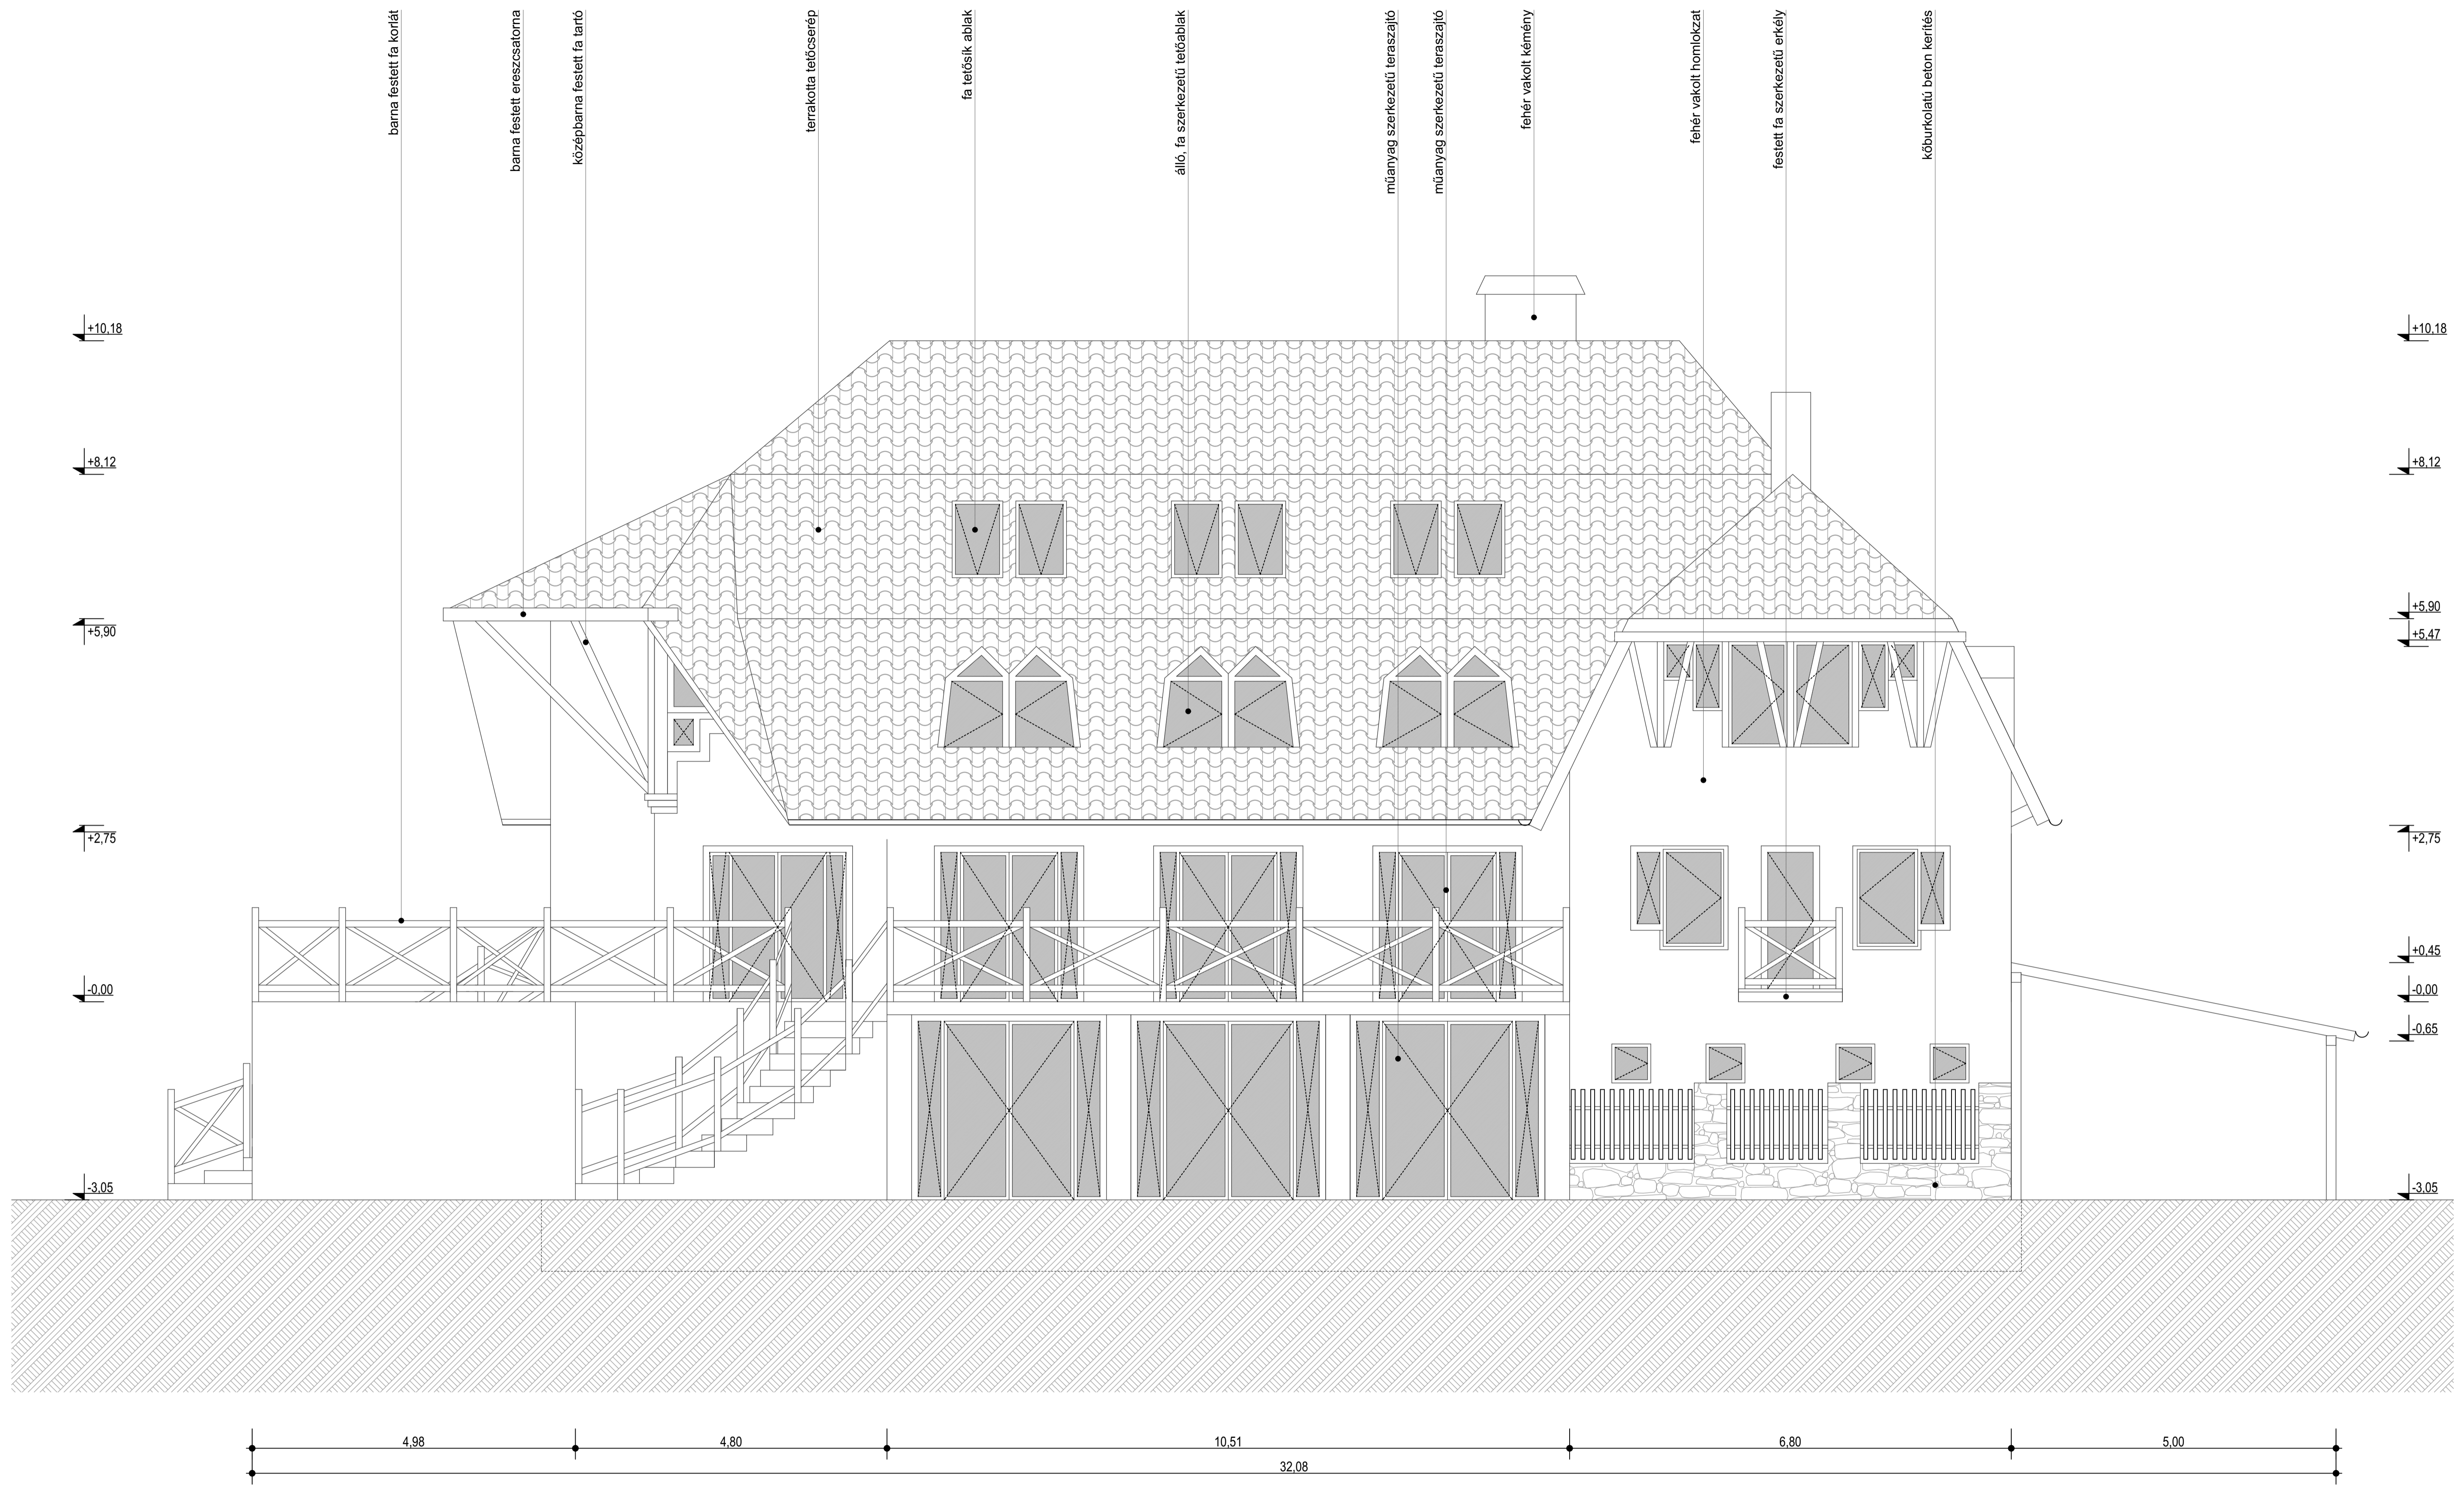 barna festett fa korlát
barna festett ereszcsatorna
középbarna festett fa tartó
terrakotta tetőcserép
fa tetősík ablak
álló, fa szerkezetű tetőablak
műanyag szerkezetű teraszajtó
műanyag szerkezetű teraszajtó
fehér vakolt kémény
fehér vakolt homlokzat
festett fa szerkezetű erkély
kőburkolatú beton kerítés
+10,18
+8,12
+5,90
+2,75
-0,00
-3,05
+10,18
+8,12
+5,90
+5,47
+2,75
+0,45
-0,00
-0,65
-3,05
4,98
4,80
10,51
6,80
5,00
32,08